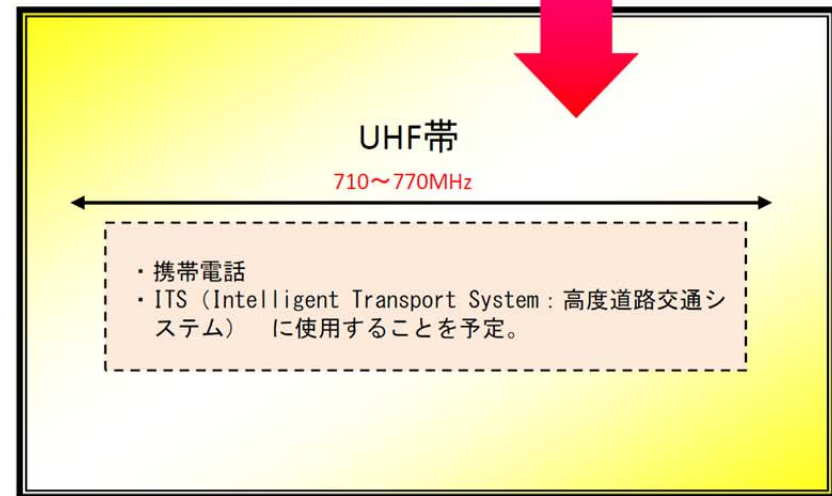 UHF帯
710～770MHz
・携帯電話
・ITS（Intelligent Transport System：高度道路交通シ
ステム）　に使用することを予定。